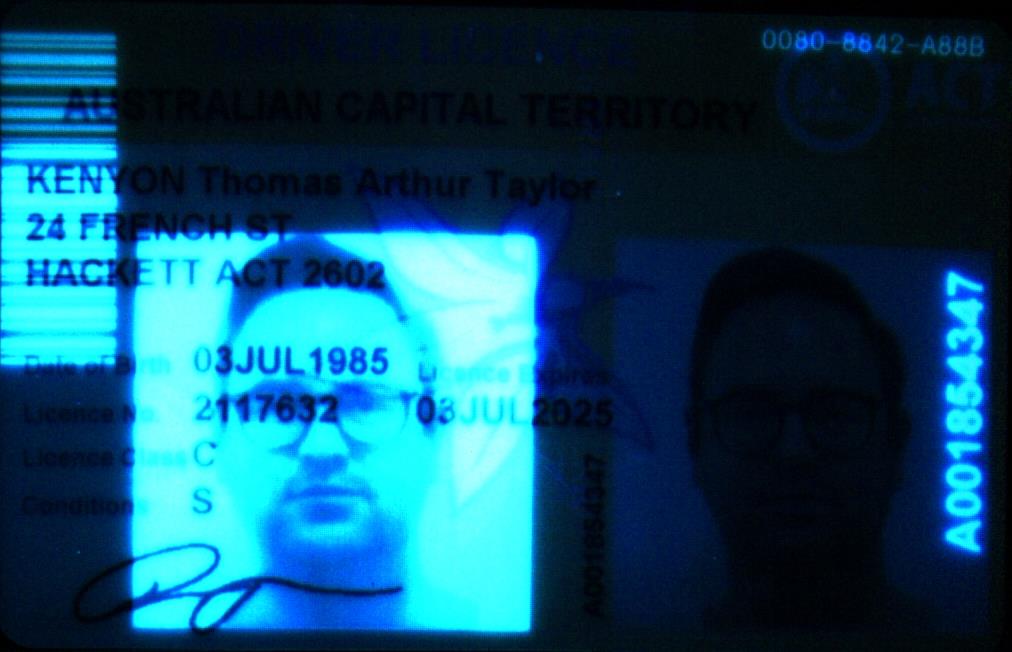 DRIVER LICENCE
0080-8842-A88B
ACT
AUSTRALIAN CAPITAL TERRITORY
KENYON Thomas Arthur Taylor
24 FRENCH ST
HACKETT ACT 2602
Date of Birth 03JUL1985
Licence Expires
Licence No. 2117632 03JUL2025
Licence Class C
Conditions S
A001854347
A001854347